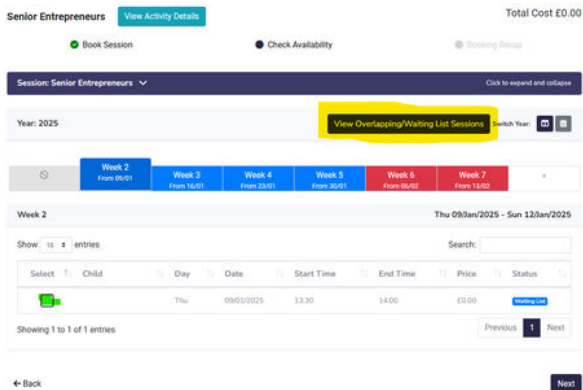 Senior Entrepreneurs View Activity Details Total Cost £0.00
Book Session Check Availability Booking Recap
Session: Senior Entrepreneurs Click to expand and collapse
Year: 2025 View Overlapping/Waiting List Sessions Switch Year:
Week 2 Week 3 Week 4 Week 5 Week 6 Week 7
From 09/01 From 16/01 From 23/01 From 30/01 From 06/02 From 13/02
Week 2 Thu 09/Jan/2025 - Sun 12/Jan/2025
Show 10 entries Search:
Select Child Day Date Start Time End Time Price Status
Thu 09/01/2025 13:30 14:00 £0.00 Waiting List
Showing 1 to 1 of 1 entries Previous 1 Next
← Back Next